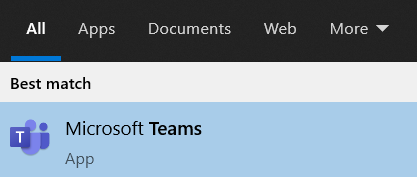 All Apps Documents Web More
Best match
T Microsoft Teams
App